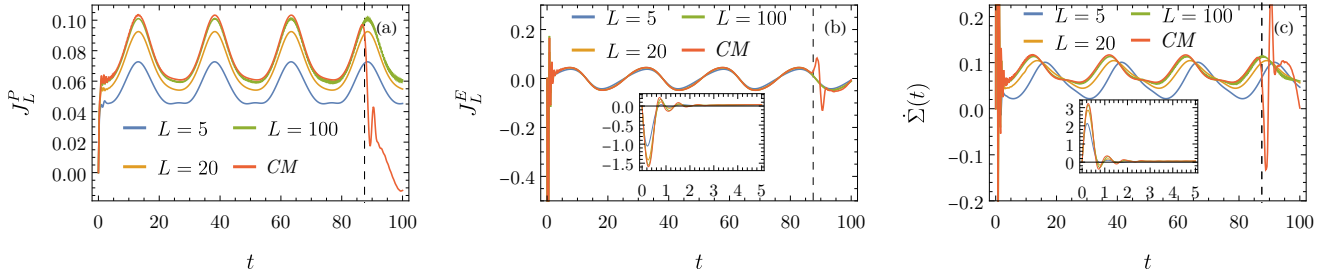 (a)
J_L^P
0.10
0.08
0.06
0.04
0.02
0.00
L = 5
L = 100
L = 20
CM
0 20 40 60 80 100
t
(b)
J_L^E
0.2
0.0
−0.2
−0.4
L = 5
L = 100
L = 20
CM
0.0
−0.5
−1.0
−1.5
0 1 2 3 4 5
0 20 40 60 80 100
t
(c)
Σ̇(t)
0.2
0.1
0.0
−0.1
0.2
L = 5
L = 100
L = 20
CM
3
2
1
0
0 1 2 3 4 5
0 20 40 60 80 100
t